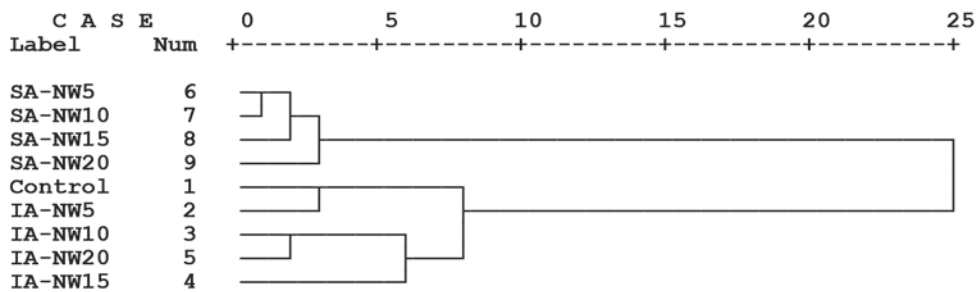 C A S E 0 5 10 15 20 25
Label Num +---------+---------+---------+---------+---------+
SA-NW5 6
SA-NW10 7
SA-NW15 8
SA-NW20 9
Control 1
IA-NW5 2
IA-NW10 3
IA-NW20 5
IA-NW15 4